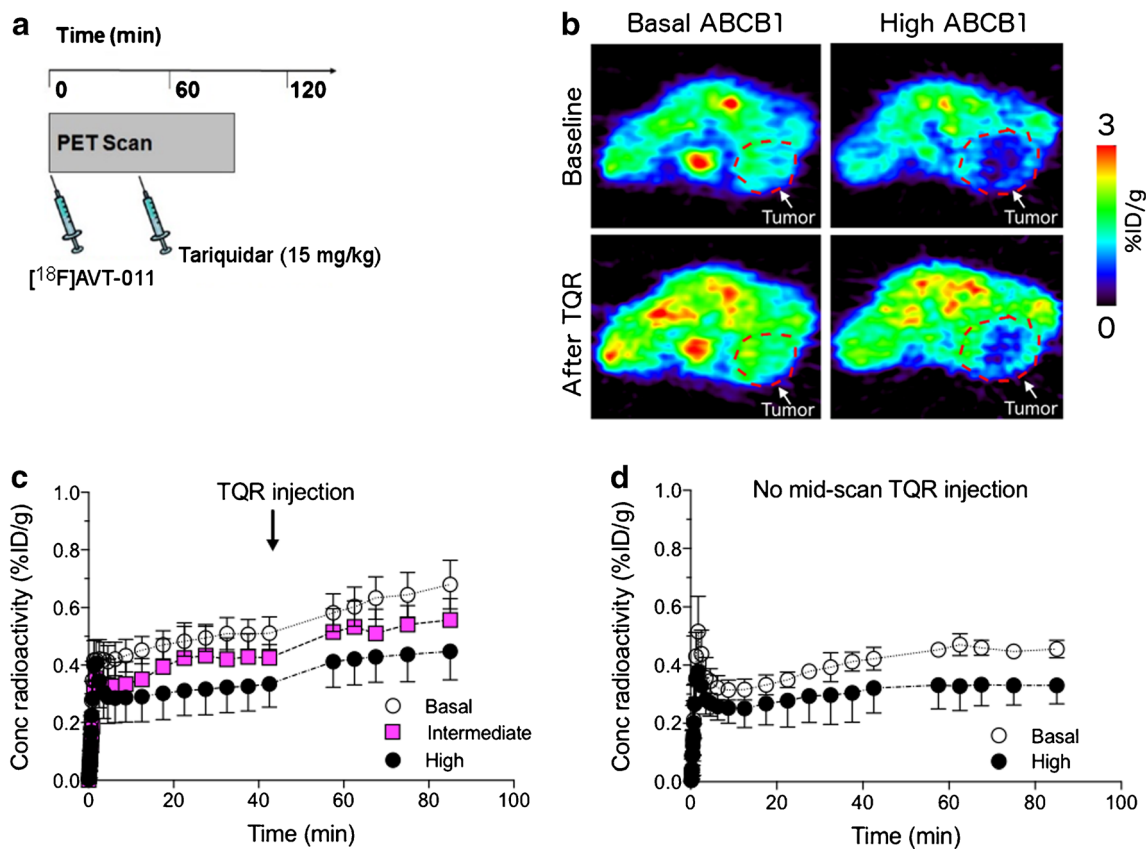 a
Time (min)
0 60 120
PET Scan
Tariquidar (15 mg/kg)
[18F]AVT-011
b
Basal ABCB1 High ABCB1
Baseline
Tumor Tumor
After TQR
Tumor Tumor
3
%ID/g
0
c
TQR injection
Conc radioactivity (%ID/g)
1.0
0.8
0.6
0.4
0.2
0.0
Basal
Intermediate
High
0 20 40 60 80 100
Time (min)
d
No mid-scan TQR injection
Conc radioactivity (%ID/g)
1.0
0.8
0.6
0.4
0.2
0.0
Basal
High
0 20 40 60 80 100
Time (min)